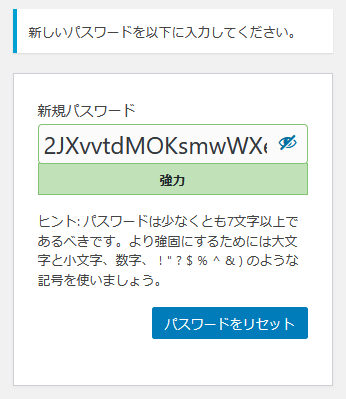 新しいパスワードを以下に入力してください。
新規パスワード
2JXvvtdMOKsmwWXe
強力
ヒント: パスワードは少なくとも7文字以上で
あるべきです。より強固にするためには大文
字と小文字、数字、 ! " ? $ % ^ & ) のような
記号を使いましょう。
パスワードをリセット